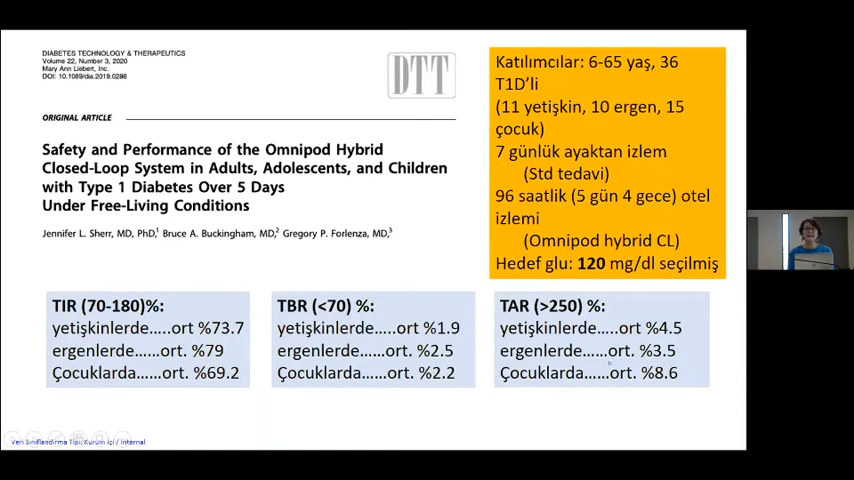 DIABETES TECHNOLOGY & THERAPEUTICS
Volume 22, Number 3, 2020
Mary Ann Liebert, Inc.
DOI: 10.1089/dia.2019.0286
DTT
ORIGINAL ARTICLE
Safety and Performance of the Omnipod Hybrid
Closed-Loop System in Adults, Adolescents, and Children
with Type 1 Diabetes Over 5 Days
Under Free-Living Conditions
Jennifer L. Sherr, MD, PhD,1 Bruce A. Buckingham, MD,2 Gregory P. Forlenza, MD,3
Katılımcılar: 6-65 yaş, 36
T1D’li
(11 yetişkin, 10 ergen, 15
çocuk)
7 günlük ayaktan izlem
(Std tedavi)
96 saatlik (5 gün 4 gece) otel
izlemi
(Omnipod hybrid CL)
Hedef glu: 120 mg/dl seçilmiş
TIR (70-180)%:
yetişkinlerde…..ort %73.7
ergenlerde……ort. %79
Çocuklarda……ort. %69.2
TBR (<70) %:
yetişkinlerde…..ort %1.9
ergenlerde……ort. %2.5
Çocuklarda……ort. %2.2
TAR (>250) %:
yetişkinlerde…..ort %4.5
ergenlerde……ort. %3.5
Çocuklarda……ort. %8.6
Veri Sınıflandırma Tipi: Kurum İçi / Internal